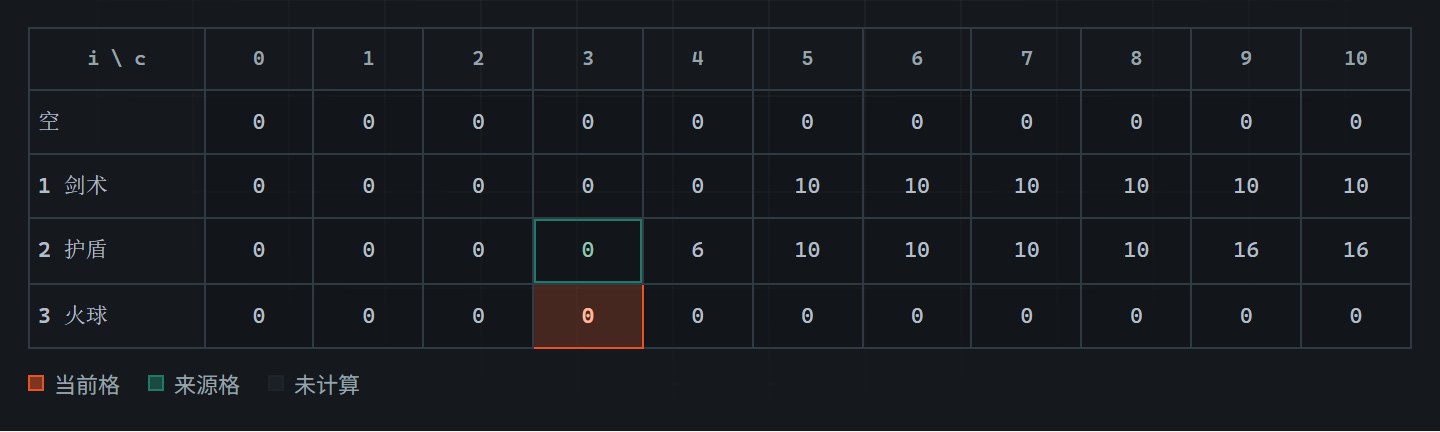 i \ c 0 1 2 3 4 5 6 7 8 9 10
空 0 0 0 0 0 0 0 0 0 0 0
1 剑术 0 0 0 0 0 10 10 10 10 10 10
2 护盾 0 0 0 0 6 10 10 10 10 16 16
3 火球 0 0 0 0 0 0 0 0 0 0 0
当前格 来源格 未计算